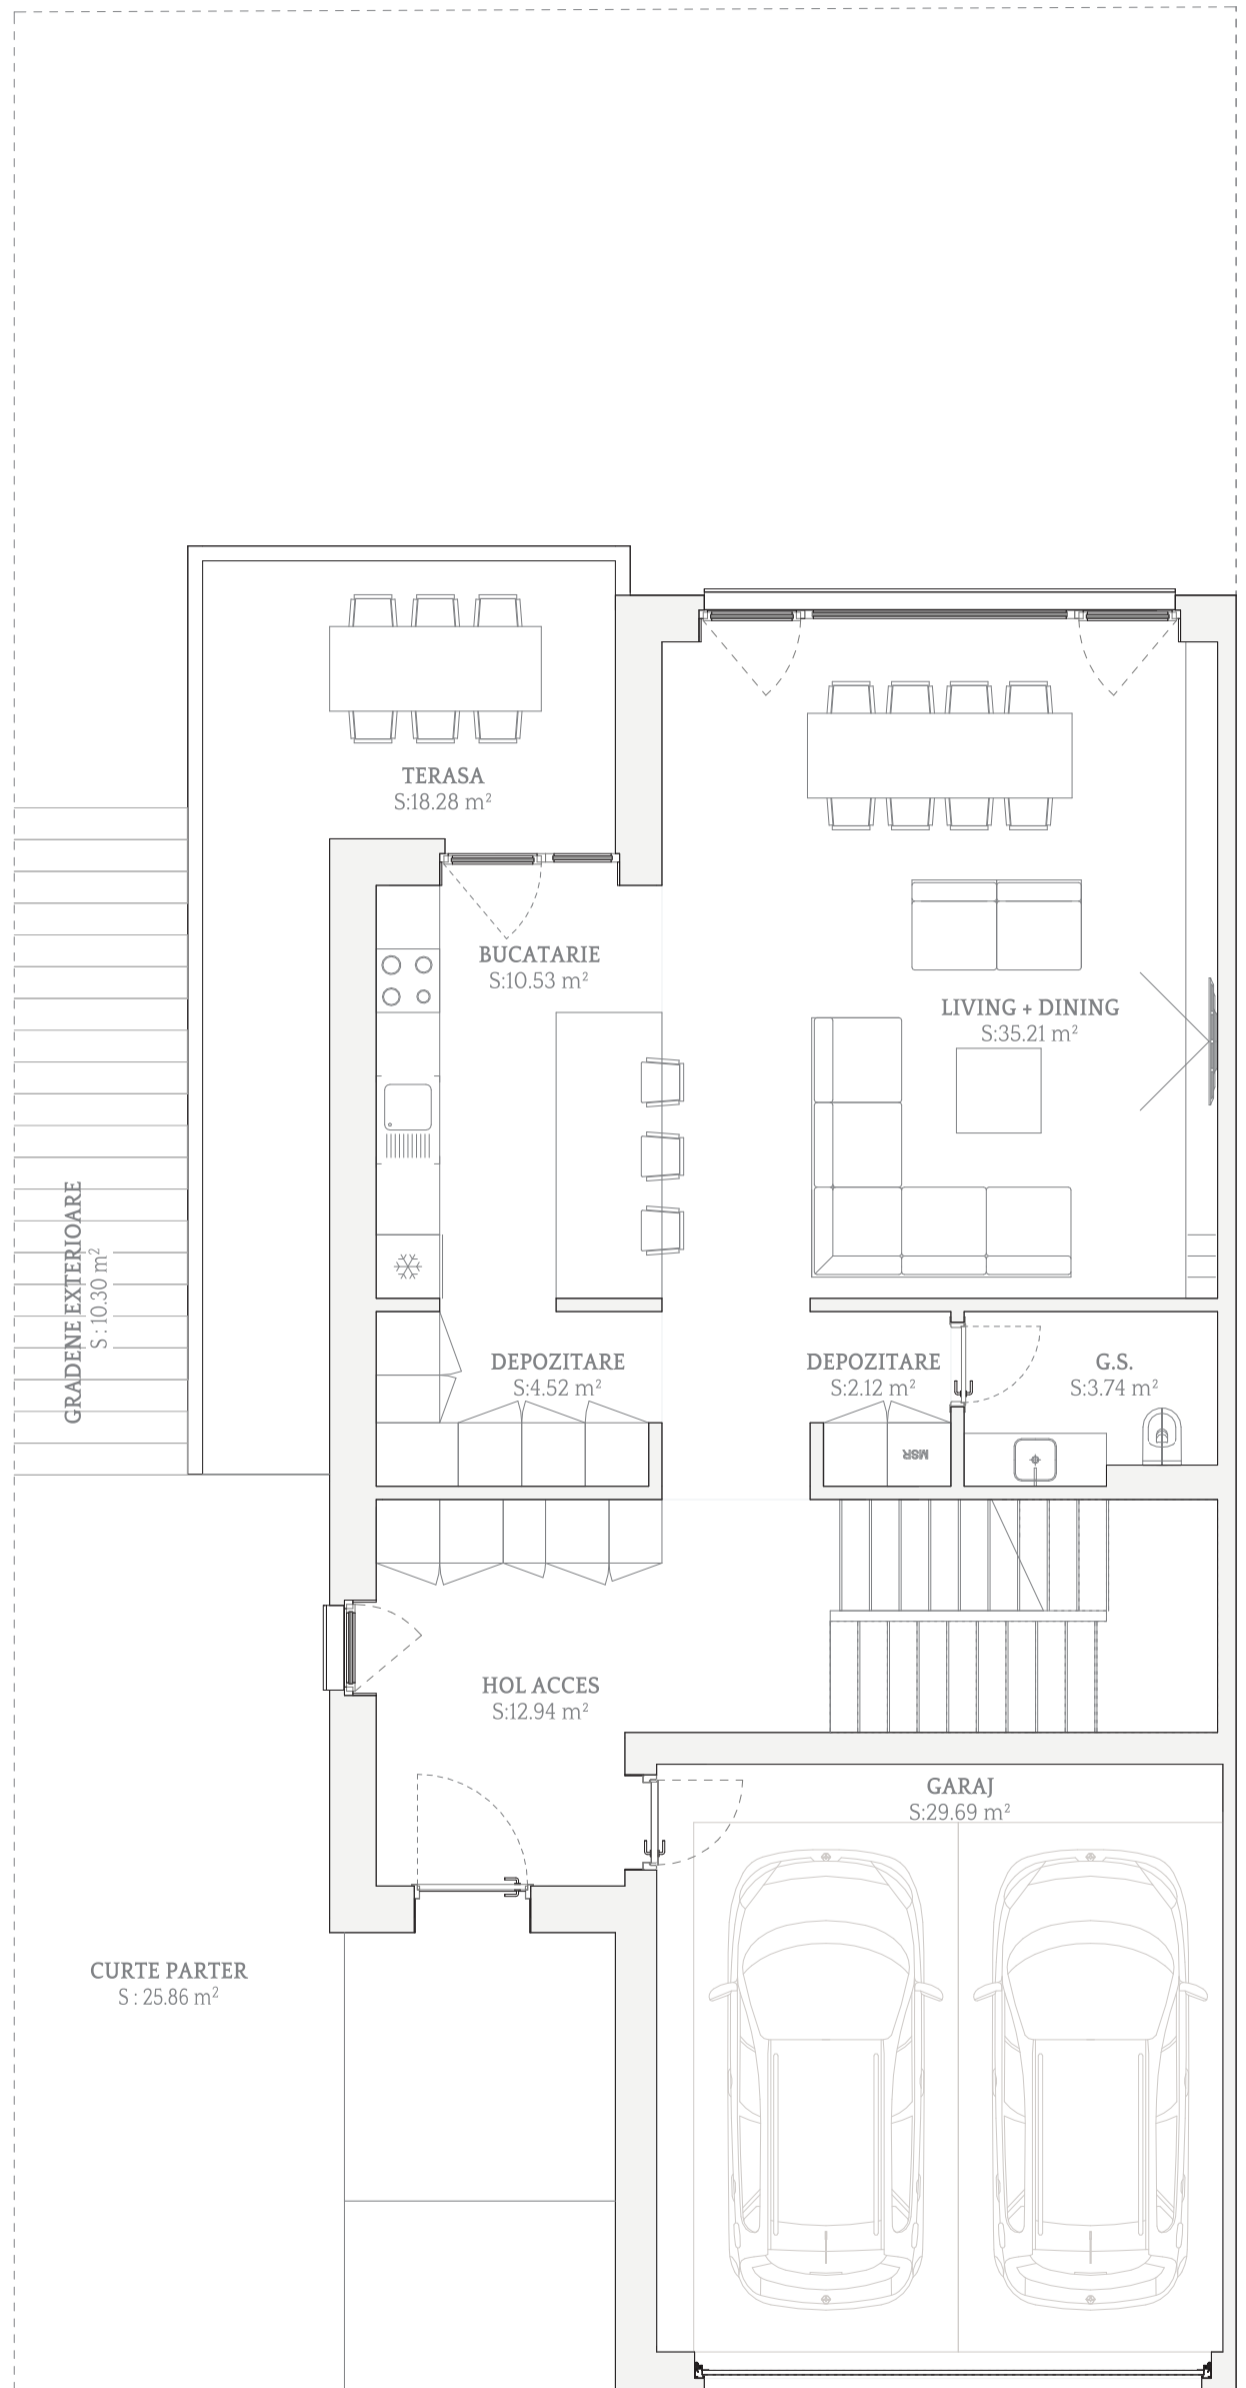 TERASA
S:18.28 m²
BUCATARIE
S:10.53 m²
LIVING + DINING
S:35.21 m²
GRADENE EXTERIOARE
S : 10.30 m²
DEPOZITARE
S:4.52 m²
DEPOZITARE
S:2.12 m²
G.S.
S:3.74 m²
MSR
HOL ACCES
S:12.94 m²
GARAJ
S:29.69 m²
CURTE PARTER
S : 25.86 m²